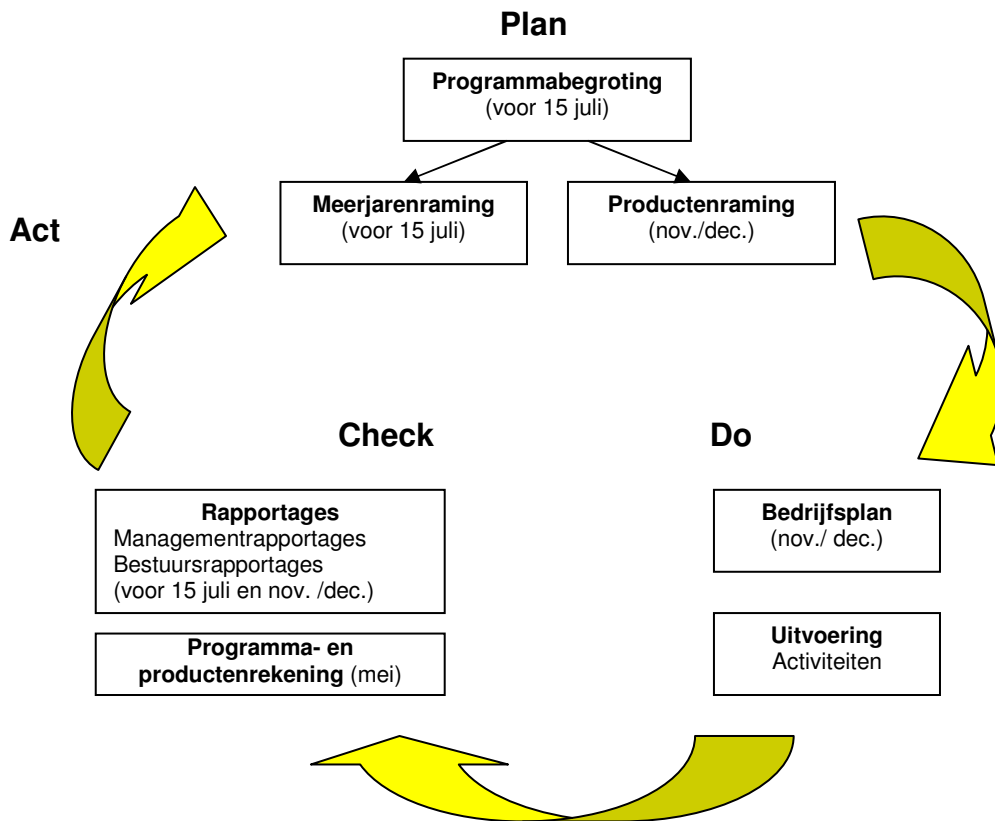 Plan
Programmabegroting
(voor 15 juli)
Meerjarenraming
(voor 15 juli)
Productenraming
(nov./dec.)
Act
Check
Do
Rapportages
Managementrapportages
Bestuursrapportages
(voor 15 juli en nov. /dec.)
Programma- en
productenrekening (mei)
Bedrijfsplan
(nov./ dec.)
Uitvoering
Activiteiten